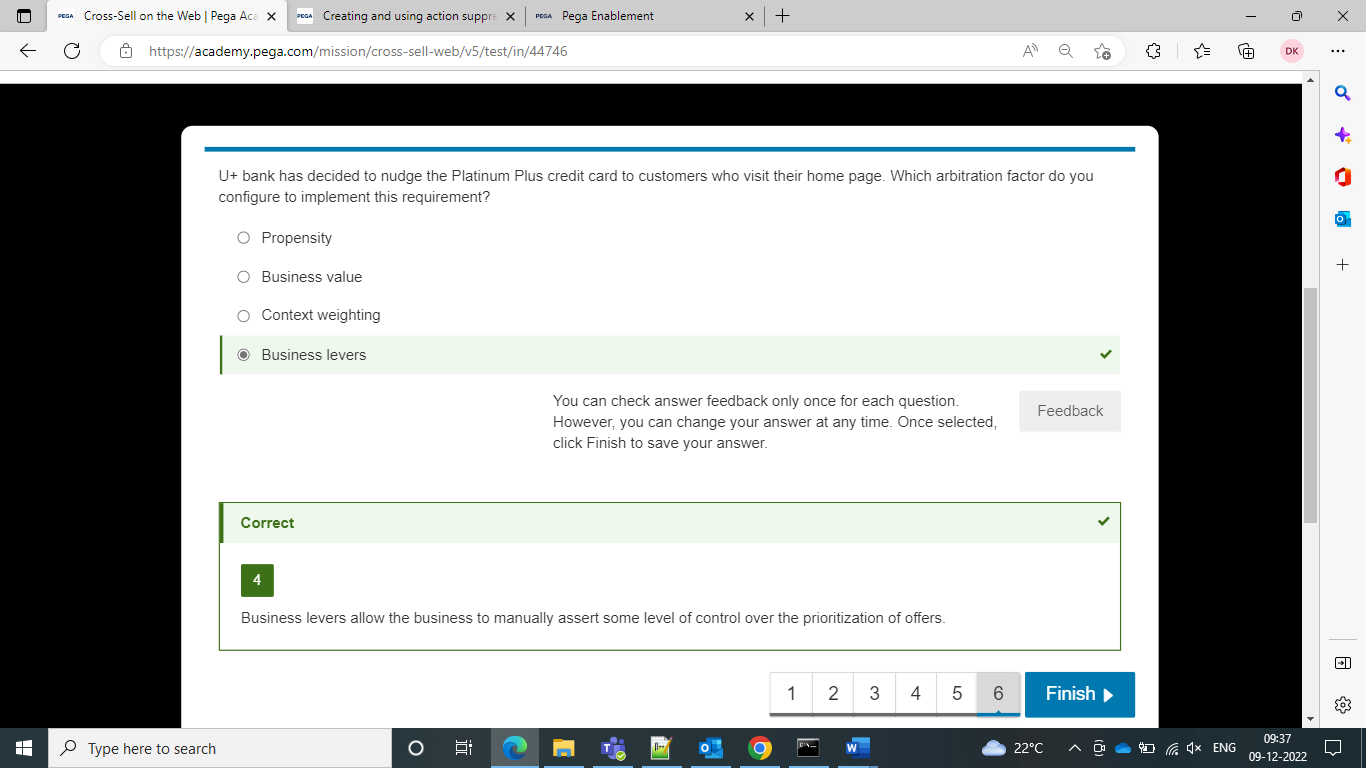 PEGA Cross-Sell on the Web | Pega Aca
PEGA Creating and using action suppre
PEGA Pega Enablement
https://academy.pega.com/mission/cross-sell-web/v5/test/in/44746
DK
U+ bank has decided to nudge the Platinum Plus credit card to customers who visit their home page. Which arbitration factor do you
configure to implement this requirement?
Propensity
Business value
Context weighting
Business levers
You can check answer feedback only once for each question.
However, you can change your answer at any time. Once selected,
click Finish to save your answer.
Feedback
Correct
4
Business levers allow the business to manually assert some level of control over the prioritization of offers.
1 2 3 4 5 6 Finish
Type here to search
22°C
ENG
09:37
09-12-2022